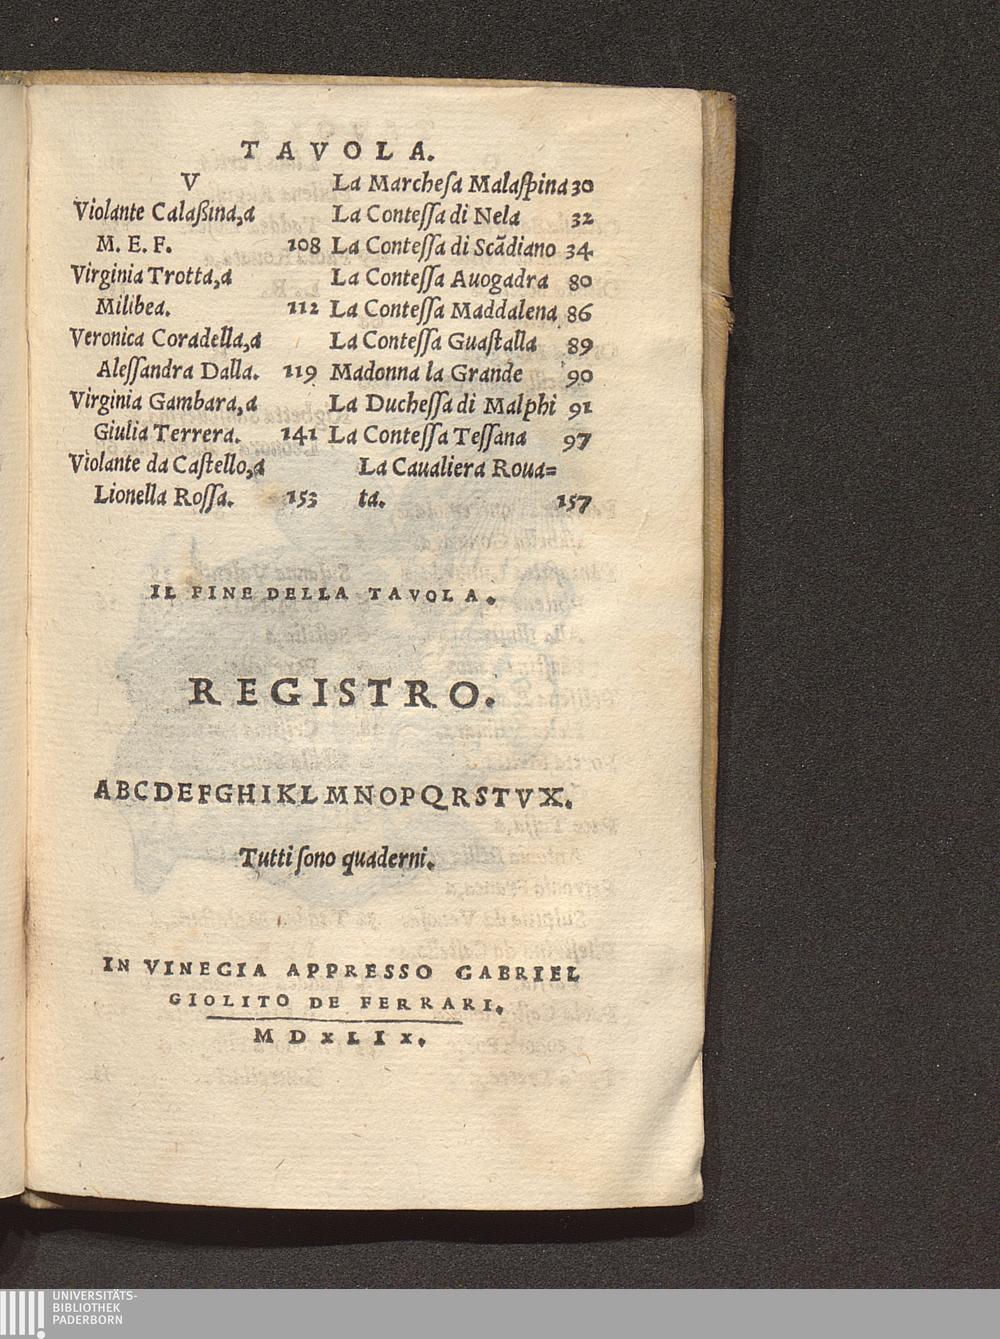 TAVOLA.
V
Violante Calaßina,a
M. E. F. 108
Virginia Trotta,a
Milibea. 112
Veronica Coradella,a
Aleſſandra Dalla. 119
Virginia Gambara,a
Giulia Terrera. 141
Violante da Caſtello,a
Lionella Roſſa. 153
La Marcheſa Malaſpina 30
La Conteſſa di Nela 32
La Conteſſa di Scãdiano 34
La Conteſſa Auogadra 80
La Conteſſa Maddalena 86
La Conteſſa Guaſtalla 89
Madonna la Grande 90
La Ducheſſa di Malphi 91
La Conteſſa Teſſana 97
La Caualiera Roua=
ta. 157
IL FINE DELLA TAVOLA.
REGISTRO.
ABCDEFGHIKLMNOPQRSTVX.
Tutti ſono quaderni.
IN VINEGIA APPRESSO GABRIEL
GIOLITO DE FERRARI.
MDXLIX.
UNIVERSITÄTS-
BIBLIOTHEK
PADERBORN